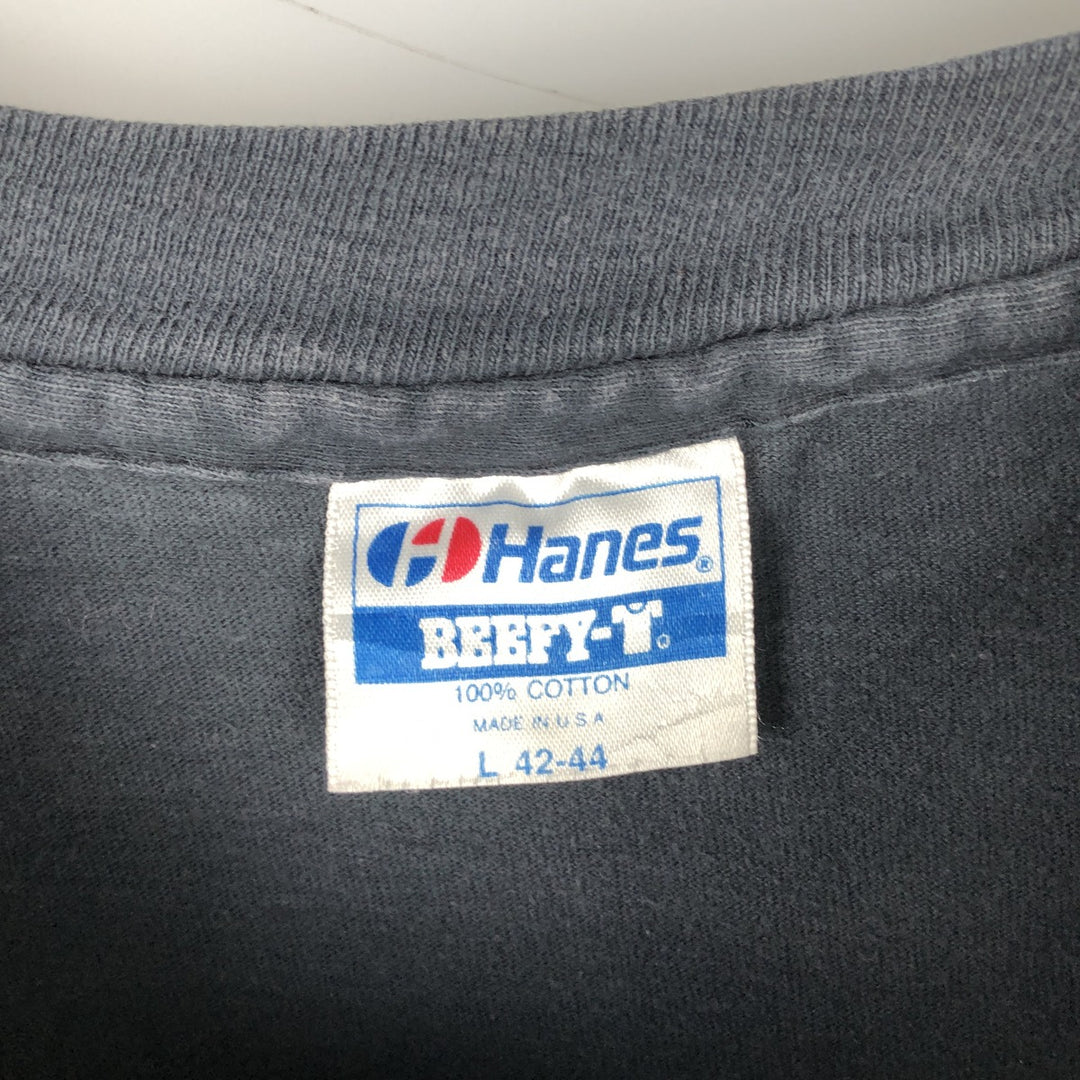 Hanes®
BEEFY-T®
100% COTTON
MADE IN U S A
L 42-44